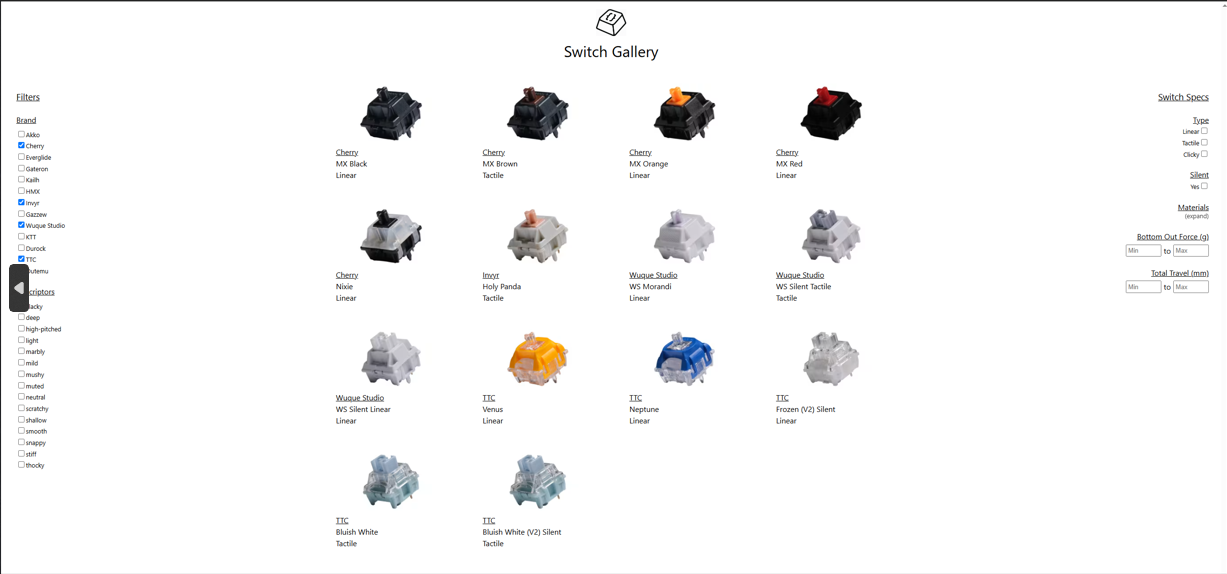 Switch Gallery
Filters
Brand
Akko
Cherry
Everglide
Gateron
Kailh
HMX
Invyr
Gazzew
Wuque Studio
KTT
Durock
TTC
Outemu
criptors
clacky
deep
high-pitched
light
marbly
mild
mushy
muted
neutral
scratchy
shallow
smooth
snappy
stiff
thocky
Cherry
MX Black
Linear
Cherry
MX Brown
Tactile
Cherry
MX Orange
Linear
Cherry
MX Red
Linear
Cherry
Nixie
Linear
Invyr
Holy Panda
Tactile
Wuque Studio
WS Morandi
Linear
Wuque Studio
WS Silent Tactile
Tactile
Wuque Studio
WS Silent Linear
Linear
TTC
Venus
Linear
TTC
Neptune
Linear
TTC
Frozen (V2) Silent
Linear
TTC
Bluish White
Tactile
TTC
Bluish White (V2) Silent
Tactile
Switch Specs
Type
Linear
Tactile
Clicky
Silent
Yes
Materials
(expand)
Bottom Out Force (g)
Min to Max
Total Travel (mm)
Min to Max